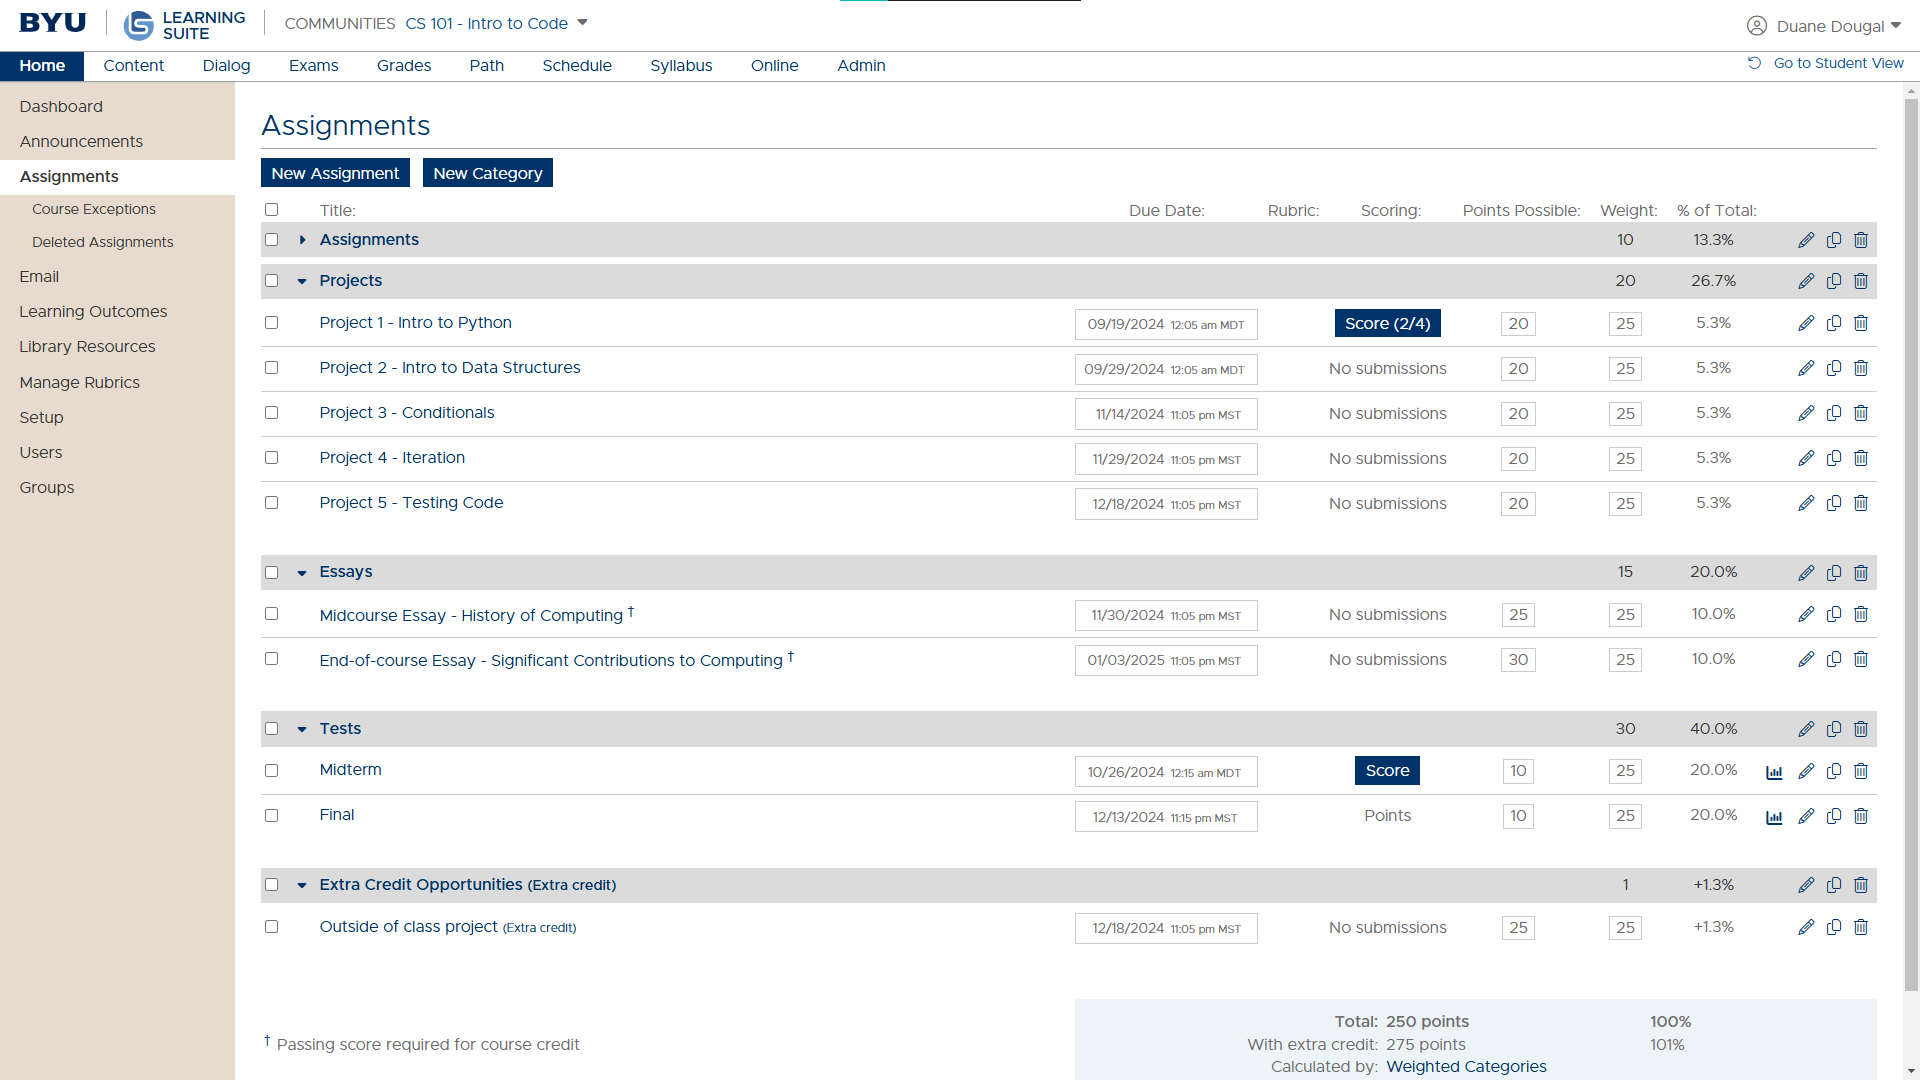 BYU LEARNING SUITE COMMUNITIES CS 101 - Intro to Code Duane Dougal
Home Content Dialog Exams Grades Path Schedule Syllabus Online Admin Go to Student View
Dashboard
Announcements
Assignments
Course Exceptions
Deleted Assignments
Email
Learning Outcomes
Library Resources
Manage Rubrics
Setup
Users
Groups
Assignments
New Assignment New Category
Title: Due Date: Rubric: Scoring: Points Possible: Weight: % of Total:
Assignments 10 13.3%
Projects 20 26.7%
Project 1 - Intro to Python 09/19/2024 12:05 am MDT Score (2/4) 20 25 5.3%
Project 2 - Intro to Data Structures 09/29/2024 12:05 am MDT No submissions 20 25 5.3%
Project 3 - Conditionals 11/14/2024 11:05 pm MST No submissions 20 25 5.3%
Project 4 - Iteration 11/29/2024 11:05 pm MST No submissions 20 25 5.3%
Project 5 - Testing Code 12/18/2024 11:05 pm MST No submissions 20 25 5.3%
Essays 15 20.0%
Midcourse Essay - History of Computing † 11/30/2024 11:05 pm MST No submissions 25 25 10.0%
End-of-course Essay - Significant Contributions to Computing † 01/03/2025 11:05 pm MST No submissions 30 25 10.0%
Tests 30 40.0%
Midterm 10/26/2024 12:15 am MDT Score 10 25 20.0%
Final 12/13/2024 11:15 pm MST Points 10 25 20.0%
Extra Credit Opportunities (Extra credit) 1 +1.3%
Outside of class project (Extra credit) 12/18/2024 11:05 pm MST No submissions 25 25 +1.3%
Total: 250 points 100%
† Passing score required for course credit With extra credit: 275 points 101%
Calculated by: Weighted Categories